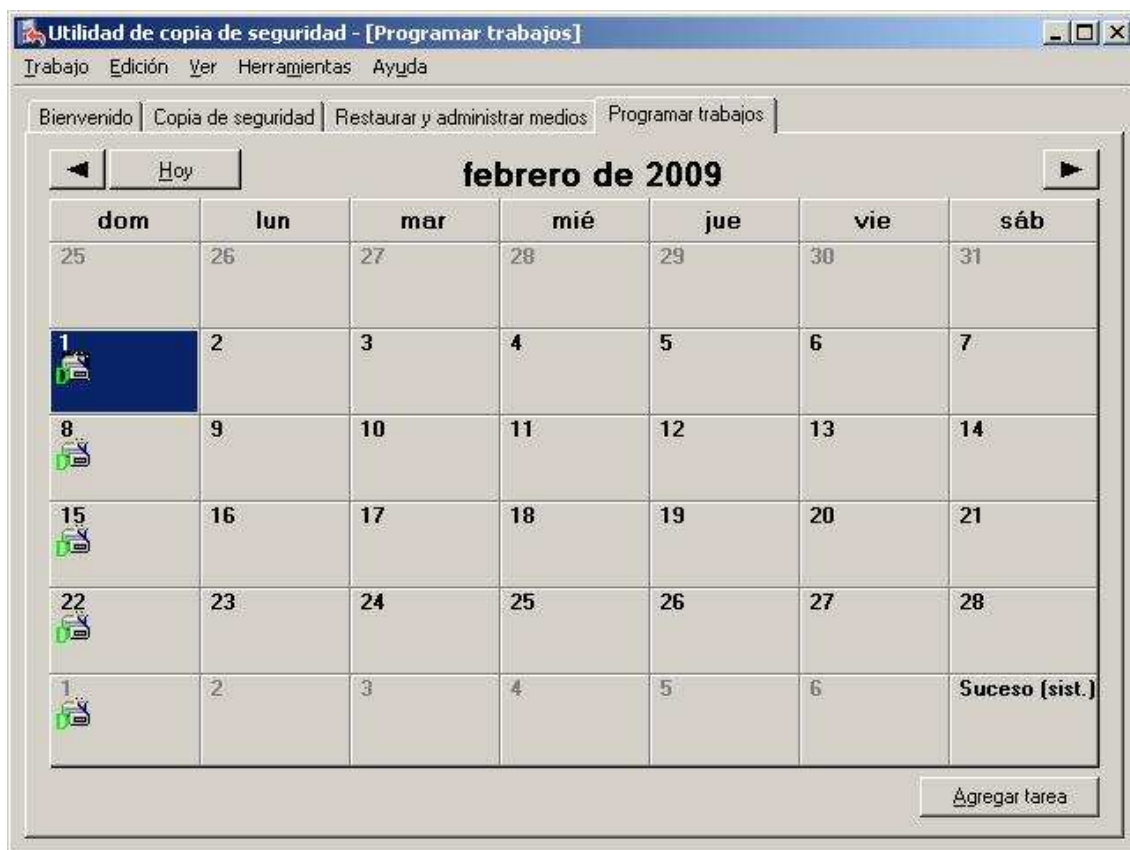 Utilidad de copia de seguridad - [Programar trabajos]
Trabajo Edición Ver Herramientas Ayuda
Bienvenido Copia de seguridad Restaurar y administrar medios Programar trabajos
Hoy febrero de 2009
dom lun mar mié jue vie sáb
25 26 27 28 29 30 31
1 2 3 4 5 6 7
8 9 10 11 12 13 14
15 16 17 18 19 20 21
22 23 24 25 26 27 28
1 2 3 4 5 6 Suceso (sist.)
Agregar tarea